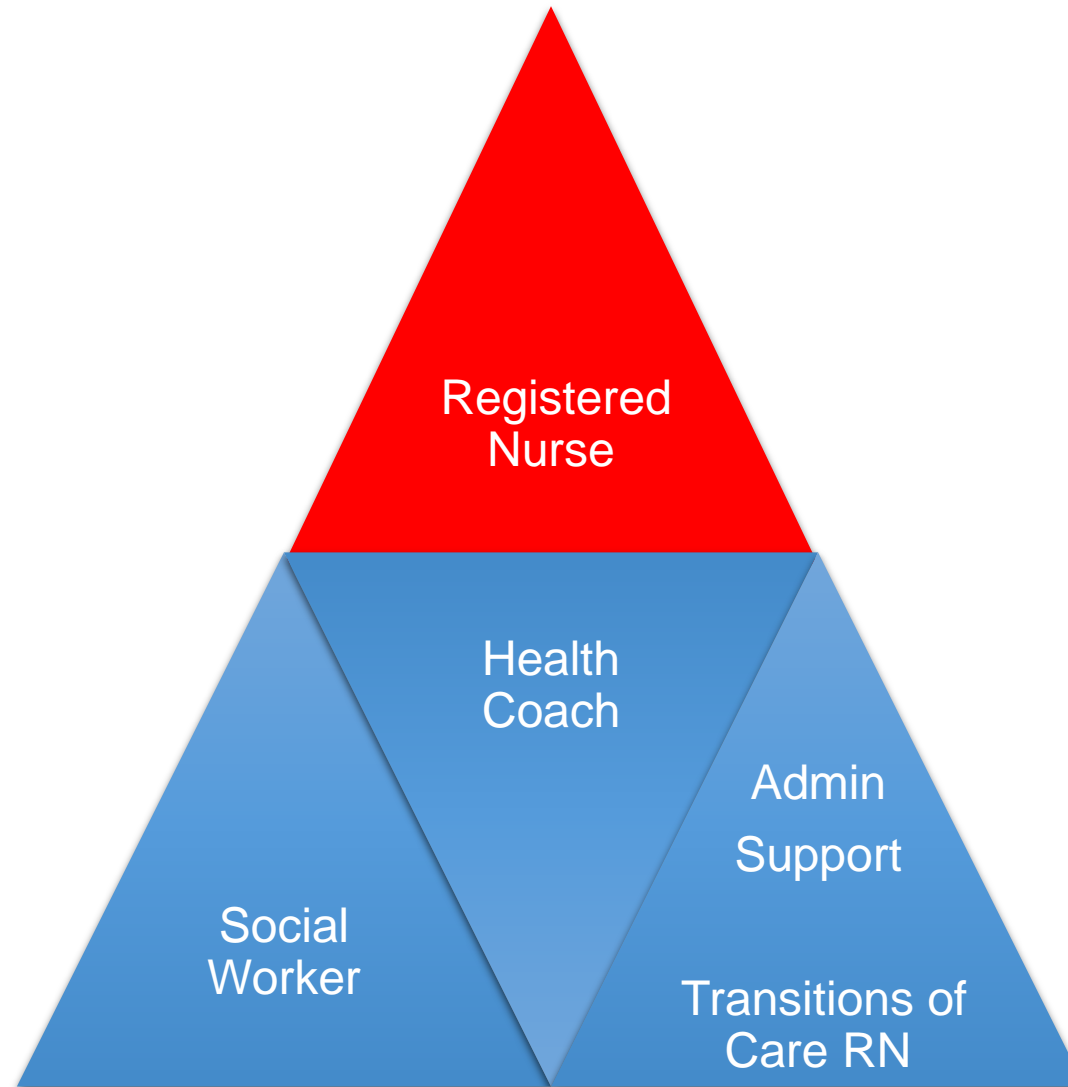 Registered
Nurse
Health
Coach
Admin
Support
Social
Worker
Transitions of
Care RN